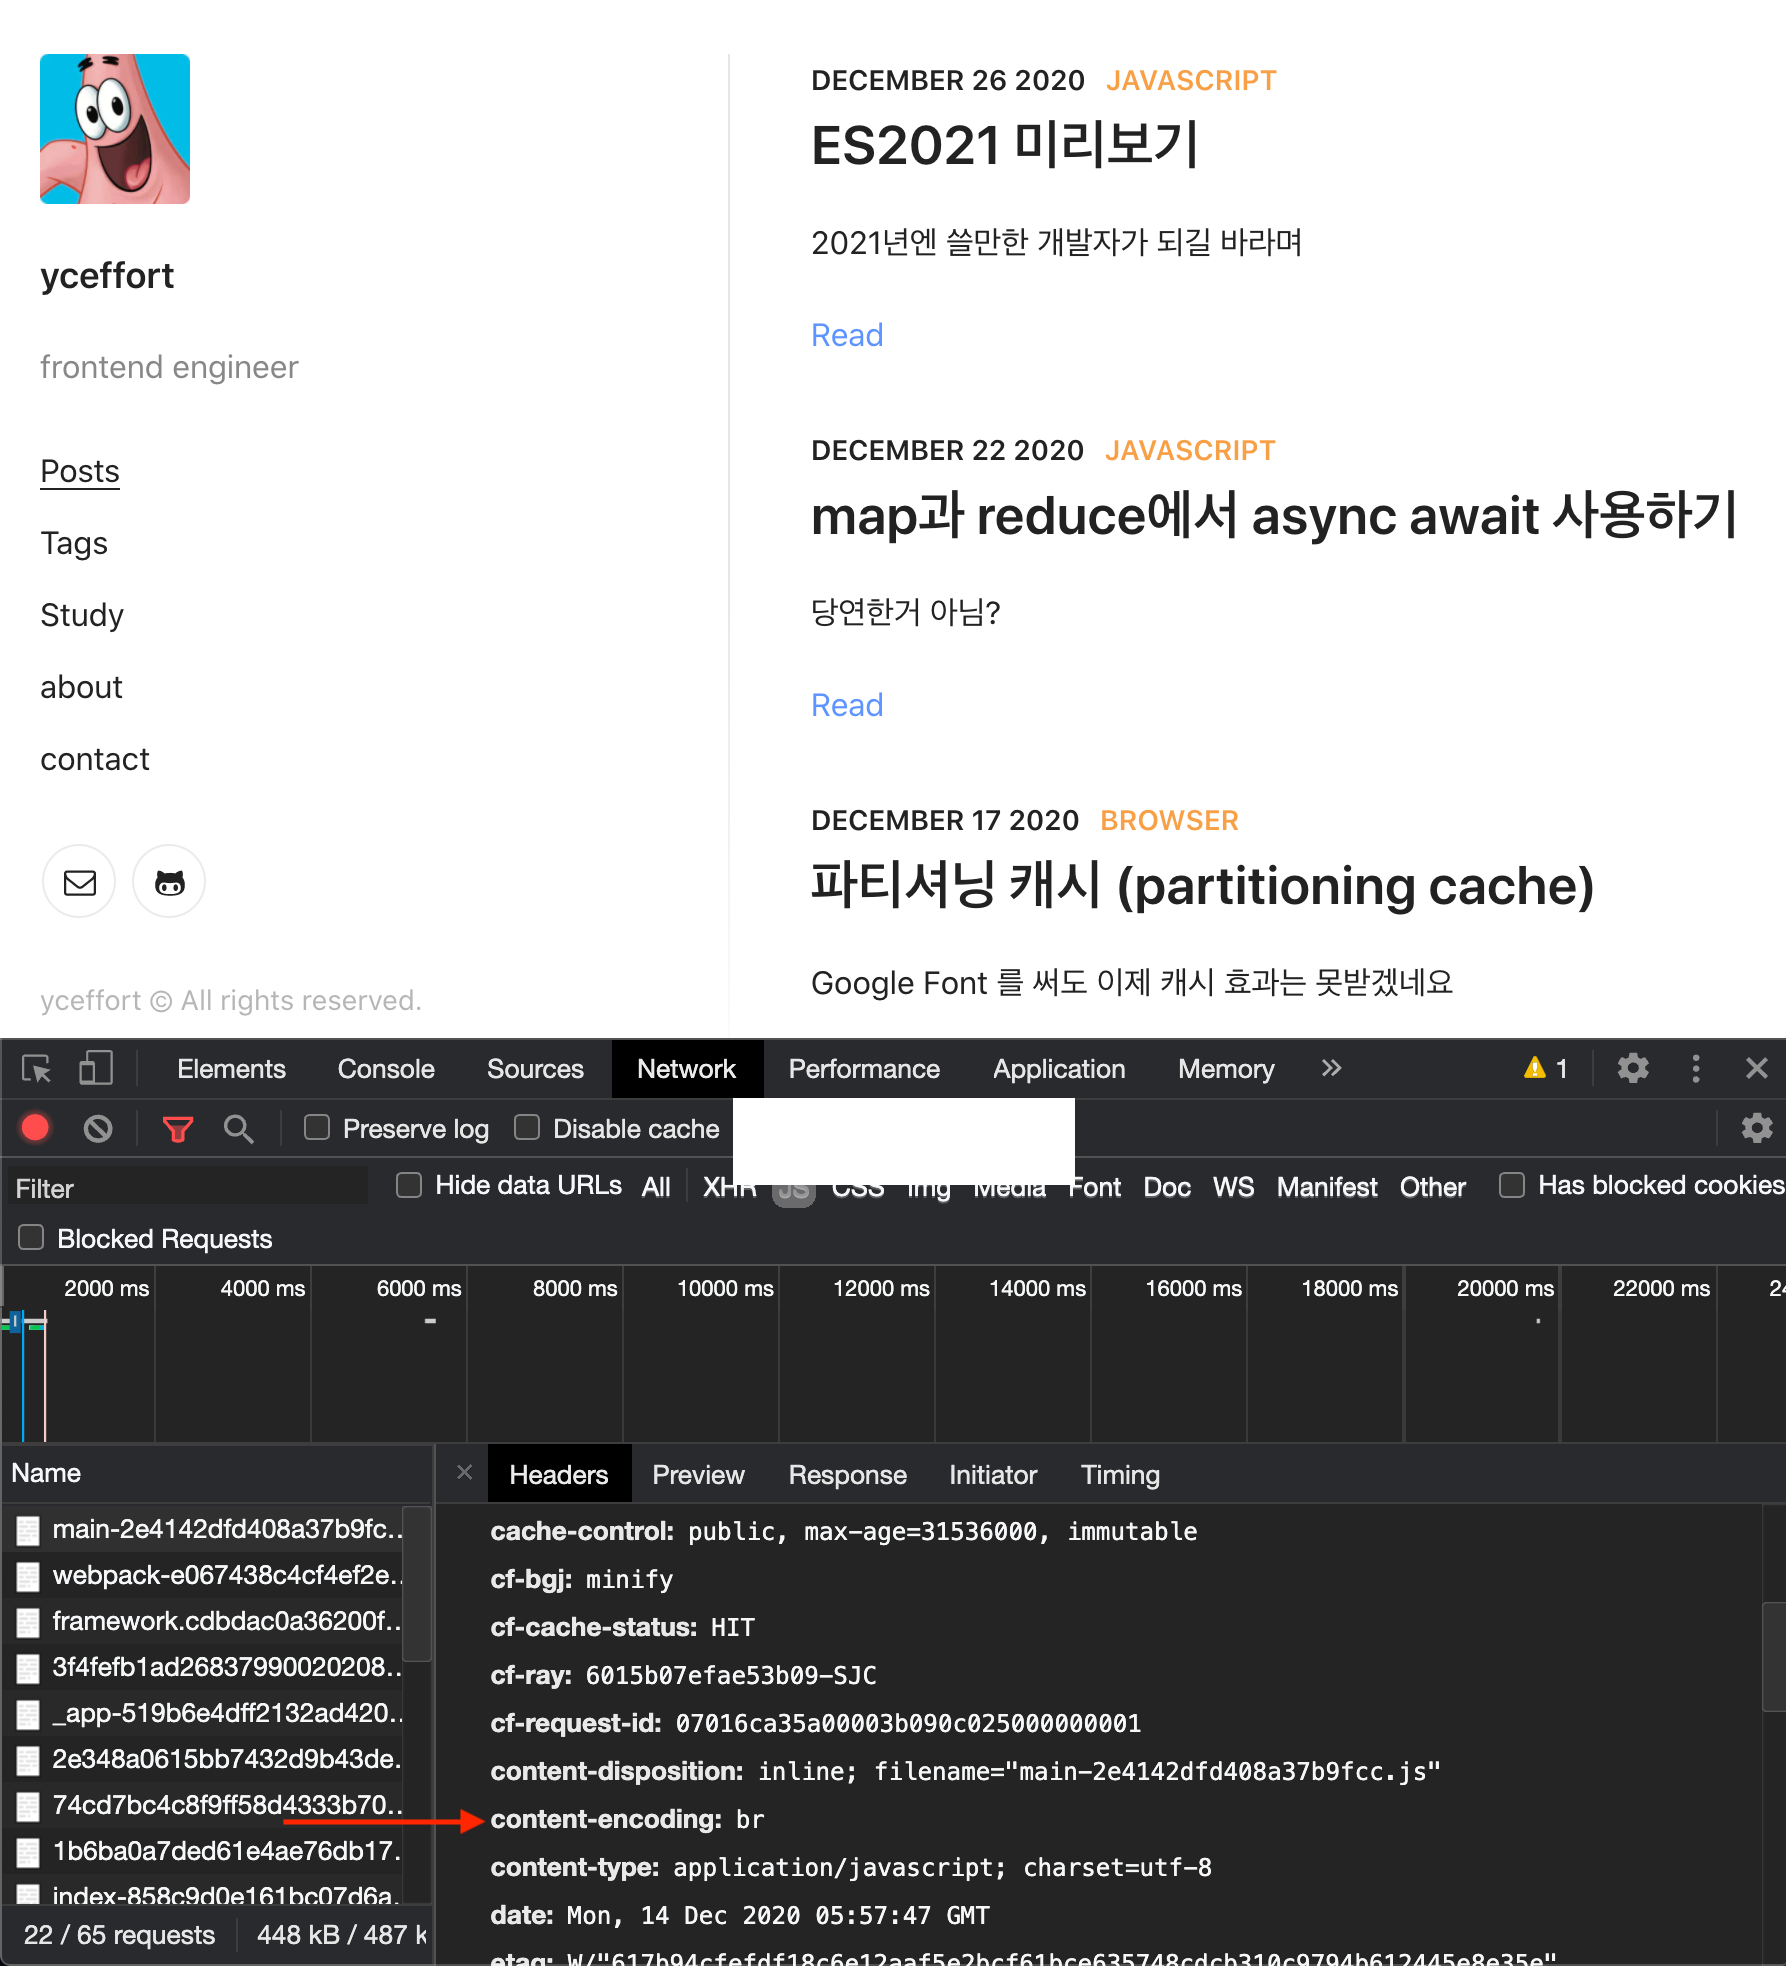 yceffort
frontend engineer
Posts
Tags
Study
about
contact
yceffort © All rights reserved.
DECEMBER 26 2020 JAVASCRIPT
ES2021 미리보기
2021년엔 쓸만한 개발자가 되길 바라며
Read
DECEMBER 22 2020 JAVASCRIPT
map과 reduce에서 async await 사용하기
당연한거 아님?
Read
DECEMBER 17 2020 BROWSER
파티셔닝 캐시 (partitioning cache)
Google Font 를 써도 이제 캐시 효과는 못받겠네요
Elements Console Sources Network Performance Application Memory 1
Preserve log Disable cache
Filter Hide data URLs All XHR JS CSS Img Media Font Doc WS Manifest Other Has blocked cookies
Blocked Requests
2000 ms 4000 ms 6000 ms 8000 ms 10000 ms 12000 ms 14000 ms 16000 ms 18000 ms 20000 ms 22000 ms
Name
main-2e4142dfd408a37b9fc..
webpack-e067438c4cf4ef2e..
framework.cdbdac0a36200f..
3f4fefb1ad26837990020208..
_app-519b6e4dff2132ad420..
2e348a0615bb7432d9b43de.
74cd7bc4c8f9ff58d4333b70..
1b6ba0a7ded61e4ae76db17.
index-858c9d0e161bc07d6a.
22 / 65 requests 448 kB / 487 k
Headers Preview Response Initiator Timing
cache-control: public, max-age=31536000, immutable
cf-bgj: minify
cf-cache-status: HIT
cf-ray: 6015b07efae53b09-SJC
cf-request-id: 07016ca35a00003b090c025000000001
content-disposition: inline; filename="main-2e4142dfd408a37b9fcc.js"
content-encoding: br
content-type: application/javascript; charset=utf-8
date: Mon, 14 Dec 2020 05:57:47 GMT
etag: W/"617b94cfefdf18c6e12aaf5e2bcf61bce635748cdcb310c9794b612445e8e35e"